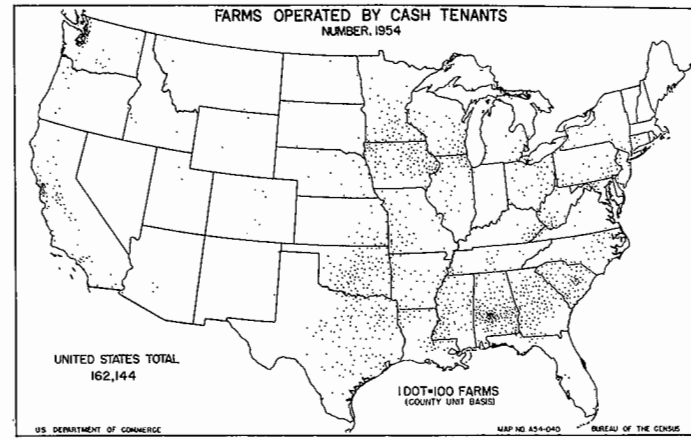 FARMS OPERATED BY CASH TENANTS
NUMBER, 1954
UNITED STATES TOTAL
162,144
1 DOT=100 FARMS
(COUNTY UNIT BASIS)
US DEPARTMENT OF COMMERCE
MAP NO. A54-040
BUREAU OF THE CENSUS